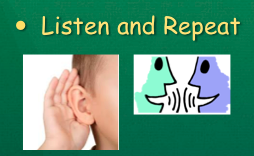 • Listen and Repeat